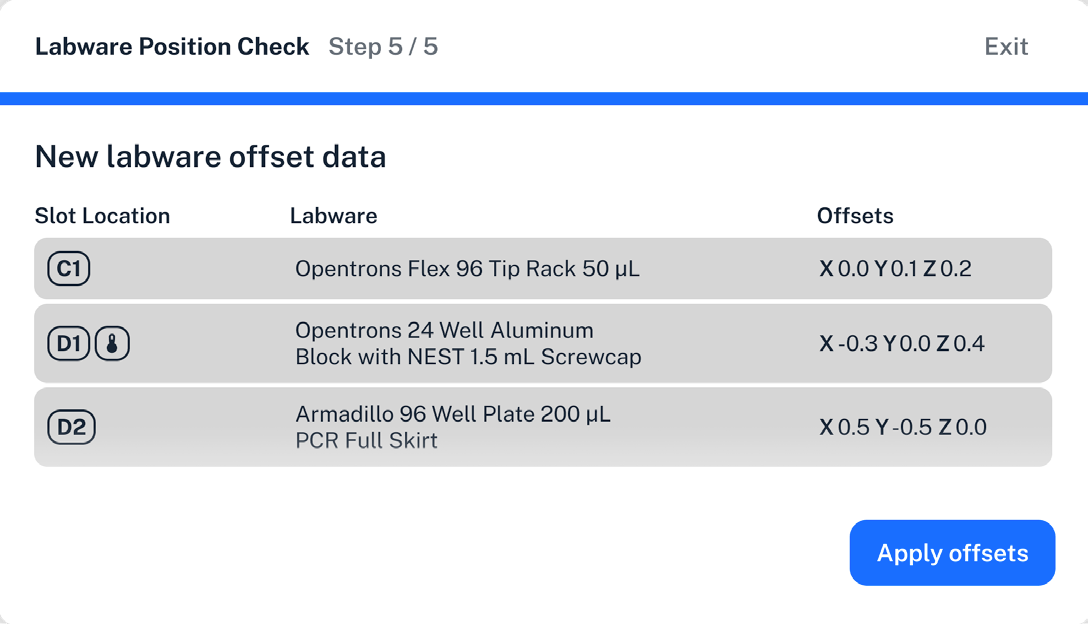 Labware Position Check Step 5 / 5 Exit
New labware offset data
Slot Location Labware Offsets
C1 Opentrons Flex 96 Tip Rack 50 µL X 0.0 Y 0.1 Z 0.2
D1 Opentrons 24 Well Aluminum
Block with NEST 1.5 mL Screwcap X -0.3 Y 0.0 Z 0.4
D2 Armadillo 96 Well Plate 200 µL
PCR Full Skirt X 0.5 Y -0.5 Z 0.0
Apply offsets